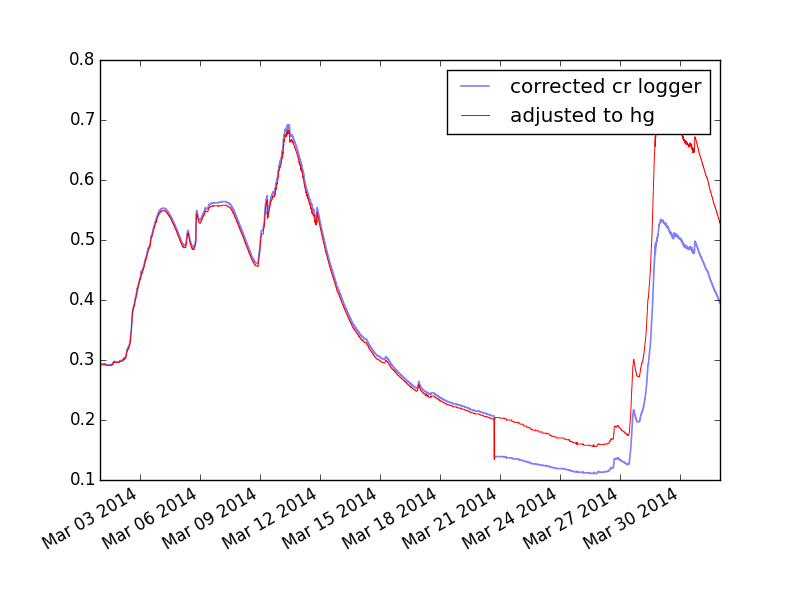 0.8
0.7
0.6
0.5
0.4
0.3
0.2
0.1
corrected cr logger
adjusted to hg
Mar 03 2014
Mar 06 2014
Mar 09 2014
Mar 12 2014
Mar 15 2014
Mar 18 2014
Mar 21 2014
Mar 24 2014
Mar 27 2014
Mar 30 2014